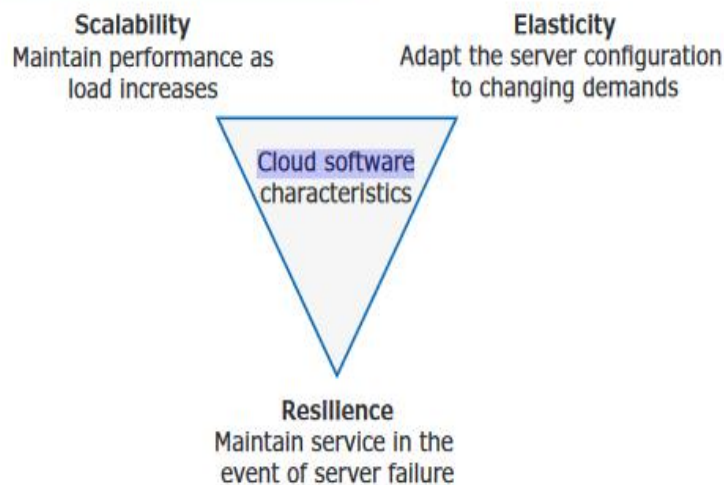 Scalability
Maintain performance as
load increases
Elasticity
Adapt the server configuration
to changing demands
Cloud software
characteristics
Resilience
Maintain service in the
event of server failure